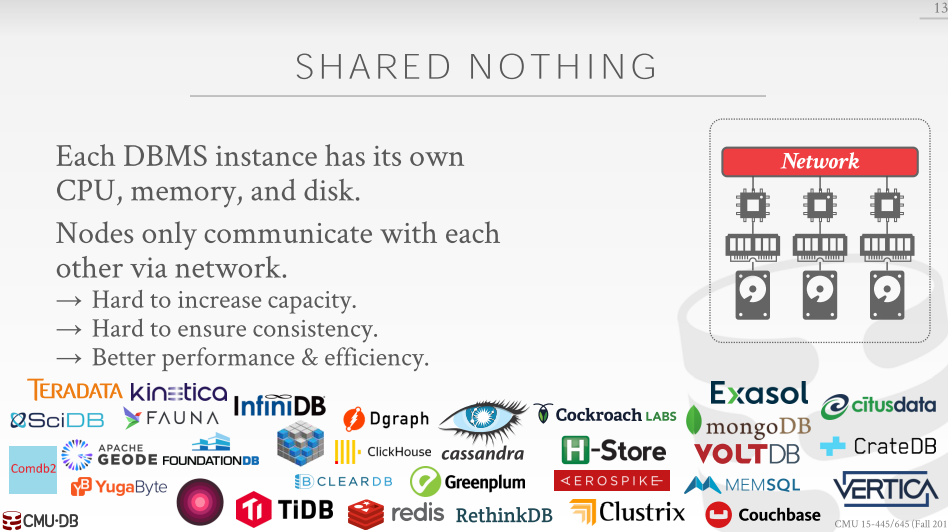 13
SHARED NOTHING
Each DBMS instance has its own
CPU, memory, and disk.
Nodes only communicate with each
other via network.
→ Hard to increase capacity.
→ Hard to ensure consistency.
→ Better performance & efficiency.
Network
TERADATA
kinetica
InfiniDB
Exasol
SciDB
FAUNA
Dgraph
cassandra
Cockroach LABS
mongoDB
citusdata
Comdb2
APACHE
GEODE
FOUNDATIONDB
ClickHouse
H-Store
VOLTDB
CrateDB
YugaByte
CLEARDB
Greenplum
AEROSPIKE
MEMSQL
VERTICA
CMU·DB
TiDB
redis
RethinkDB
Clustrix
Couchbase
CMU 15-445/645 (Fall 20